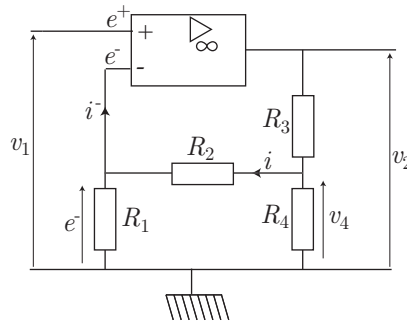 e⁺
+
∞
e⁻
-
i⁻
v₁
R₃
v₂
R₂
i
e⁻
R₁
R₄
v₄